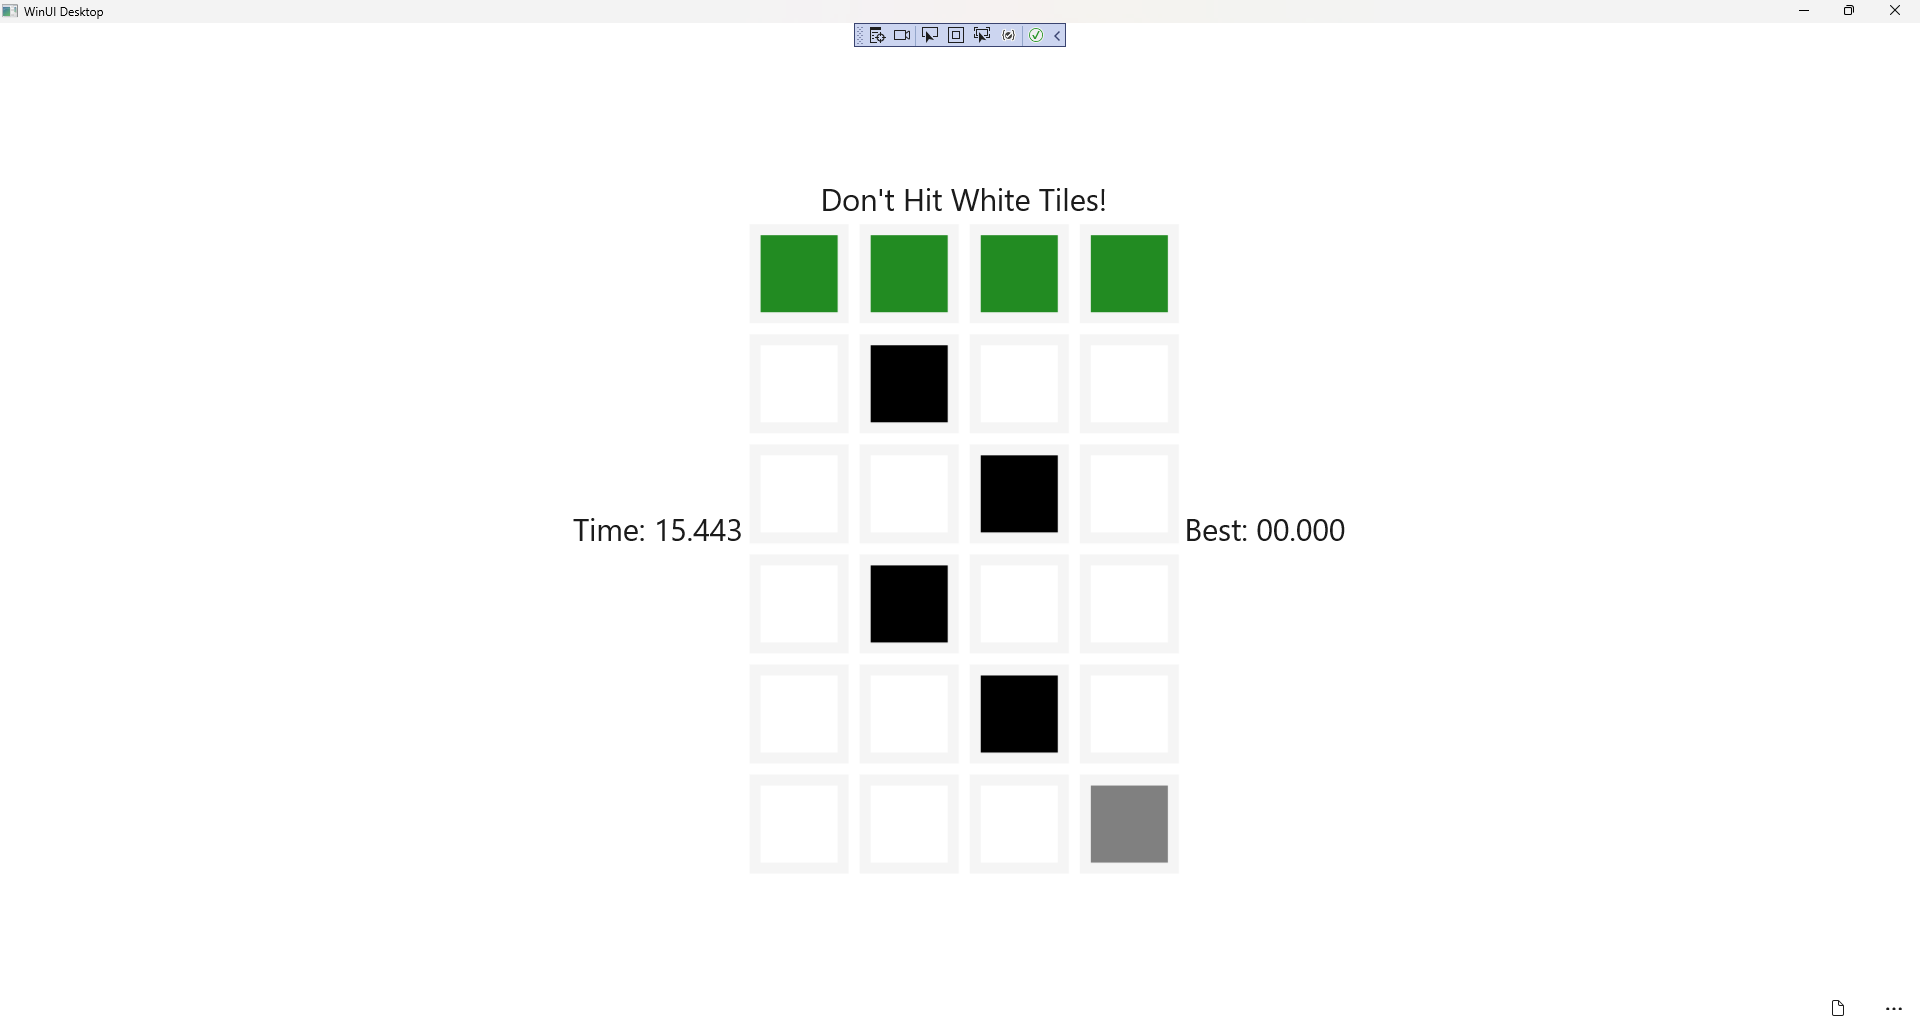 WinUI Desktop
Don't Hit White Tiles!
Time: 15.443
Best: 00.000